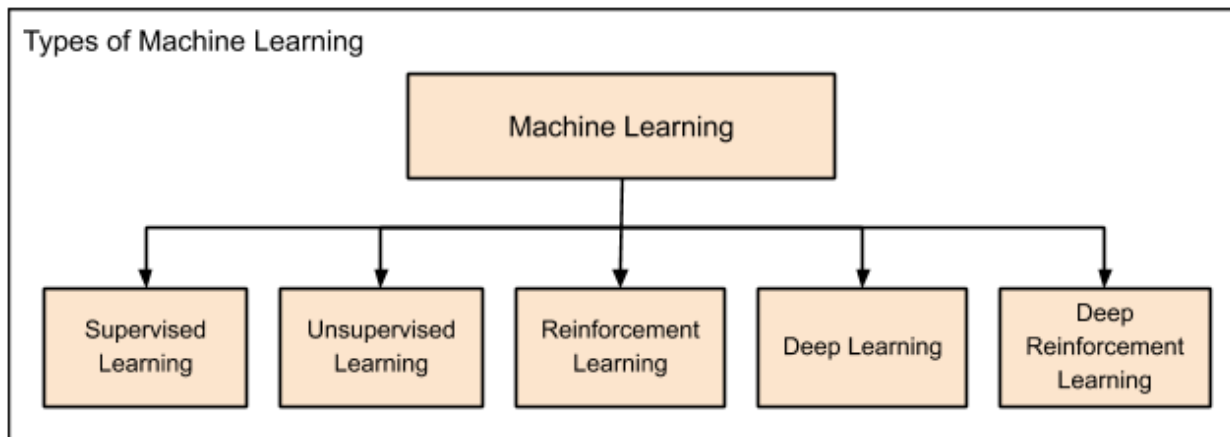 Types of Machine Learning
Machine Learning
Supervised
Learning
Unsupervised
Learning
Reinforcement
Learning
Deep Learning
Deep
Reinforcement
Learning